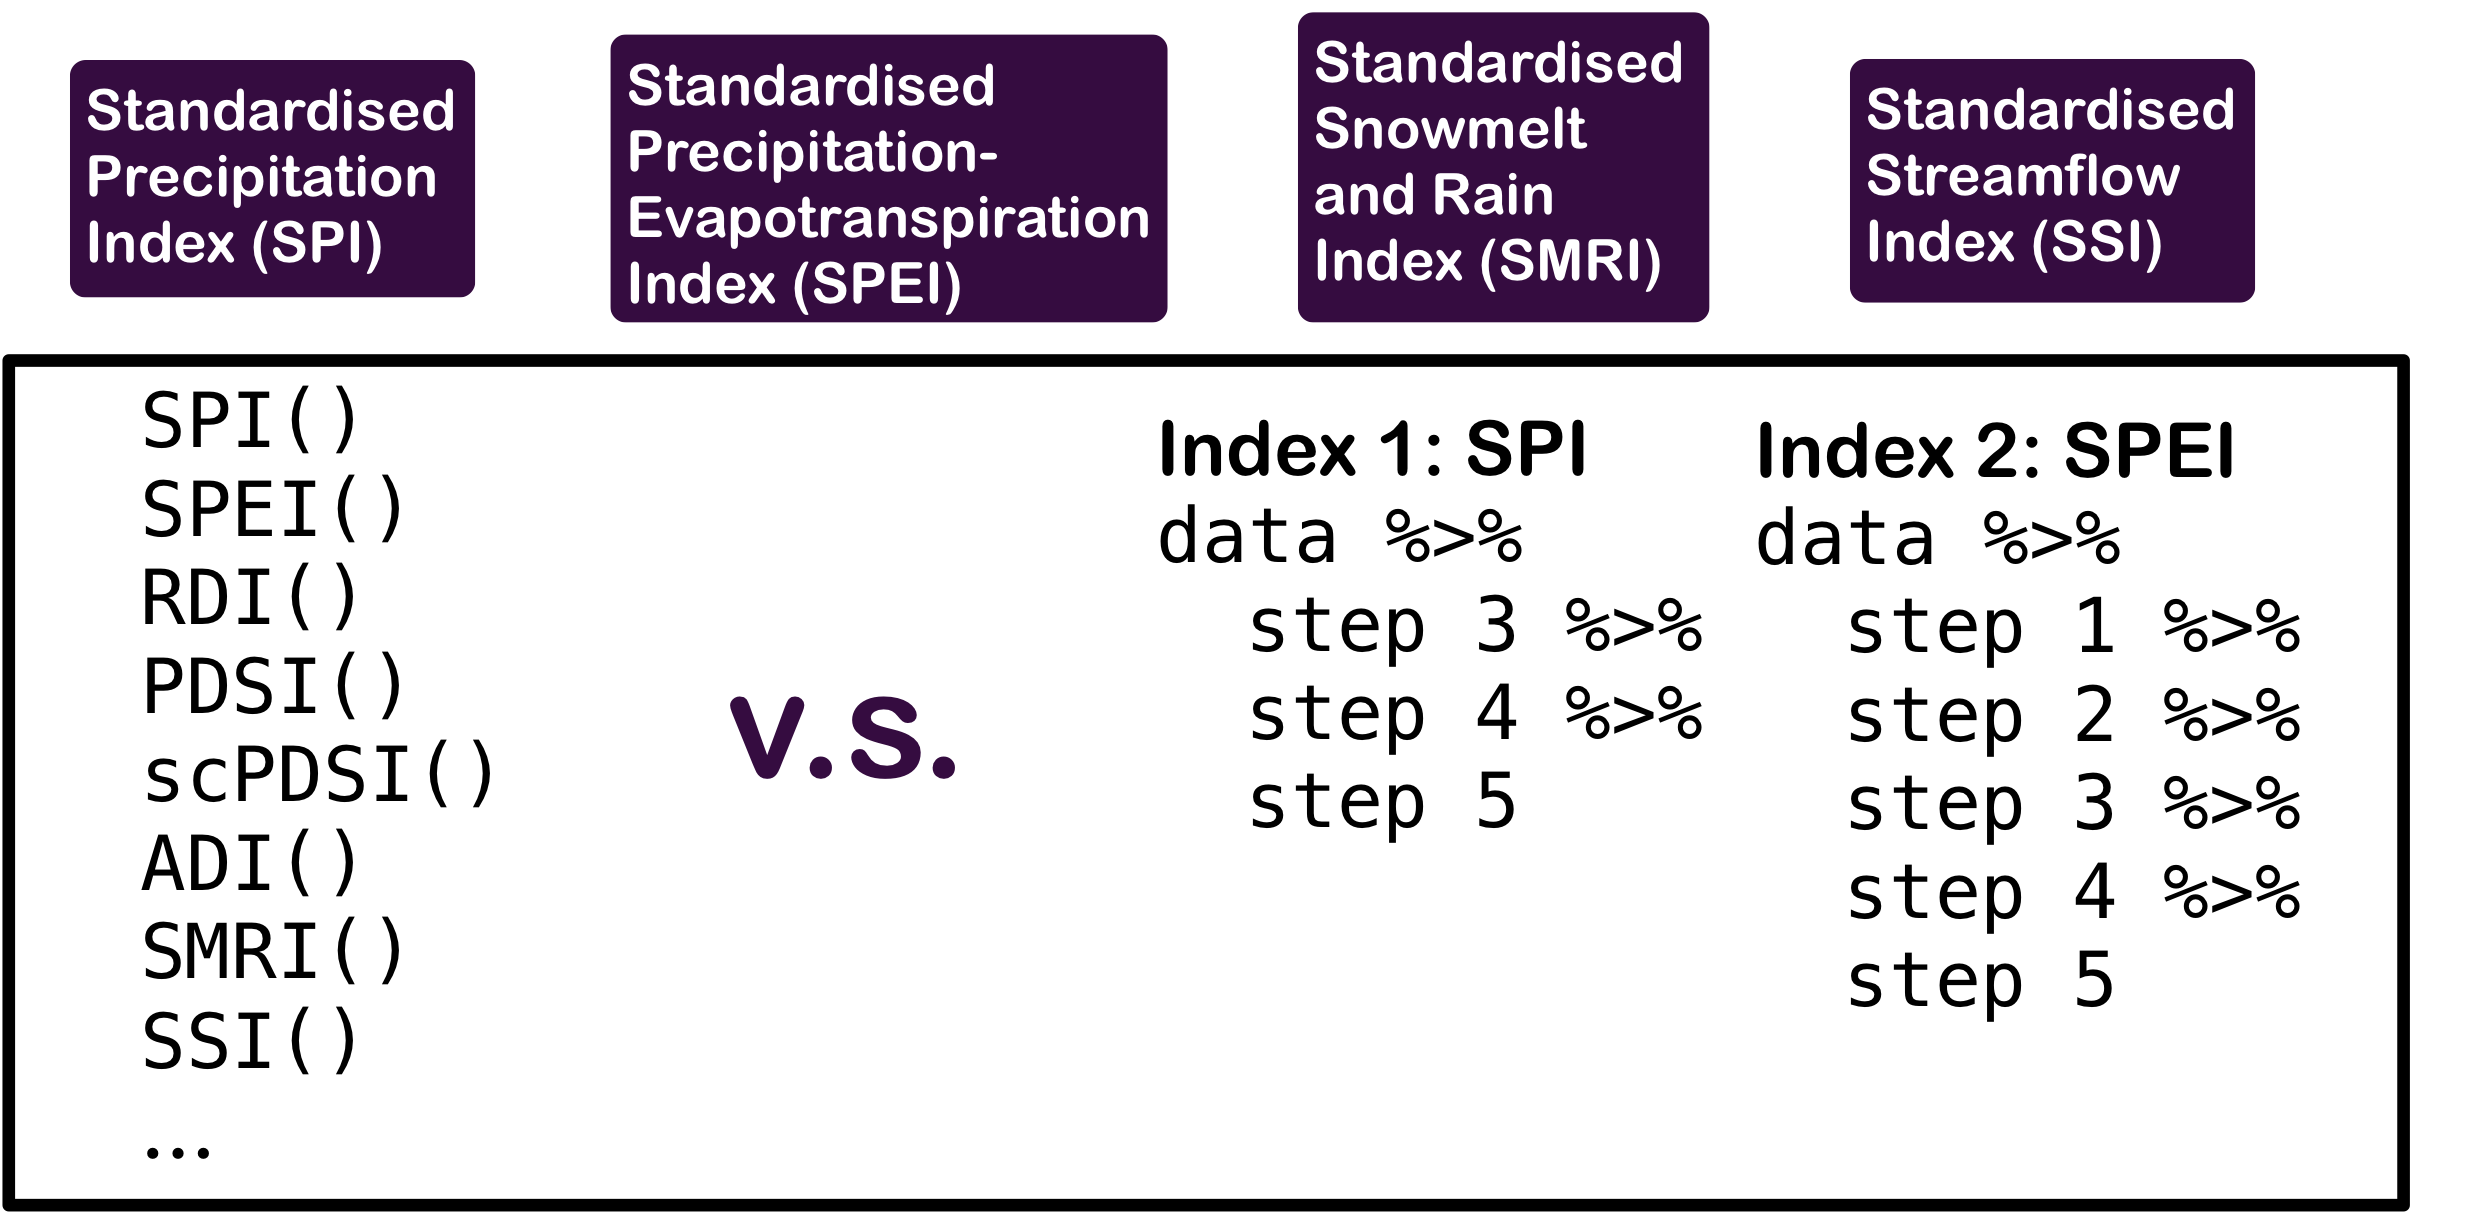 Standardised
Precipitation
Index (SPI)
Standardised
Precipitation-
Evapotranspiration
Index (SPEI)
Standardised
Snowmelt
and Rain
Index (SMRI)
Standardised
Streamflow
Index (SSI)
SPI()
SPEI()
RDI()
PDSI()
scPDSI()
ADI()
SMRI()
SSI()
...
v.s.
Index 1: SPI
data %>%
step 3 %>%
step 4 %>%
step 5
Index 2: SPEI
data %>%
step 1 %>%
step 2 %>%
step 3 %>%
step 4 %>%
step 5